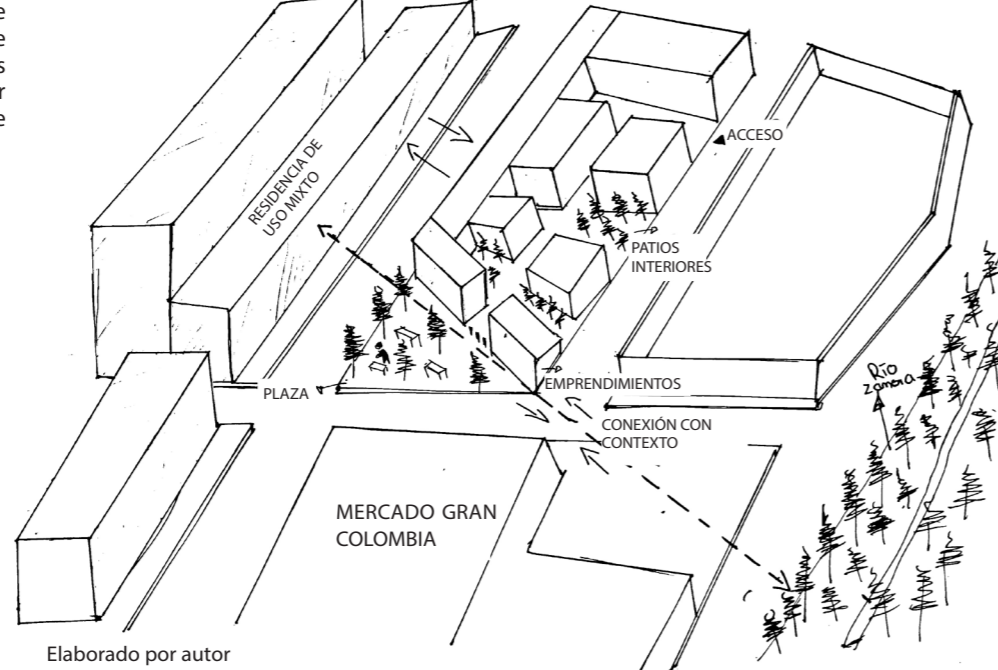 e
e
s
r
e
RESIDENCIA DE
USO MIXTO
ACCESO
PATIOS
INTERIORES
PLAZA
EMPRENDIMIENTOS
CONEXIÓN CON
CONTEXTO
Río
zamora
MERCADO GRAN
COLOMBIA
Elaborado por autor